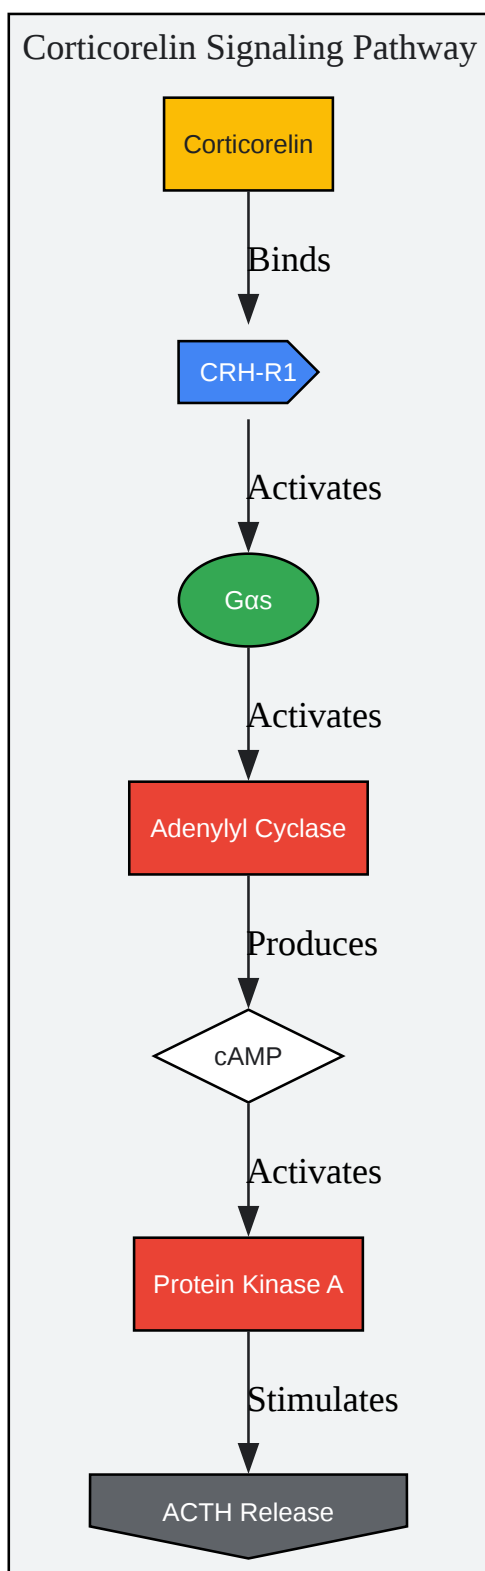 Corticorelin Signaling Pathway
Corticorelin
Binds
CRH-R1
Activates
Gαs
Activates
Adenylyl Cyclase
Produces
cAMP
Activates
Protein Kinase A
Stimulates
ACTH Release